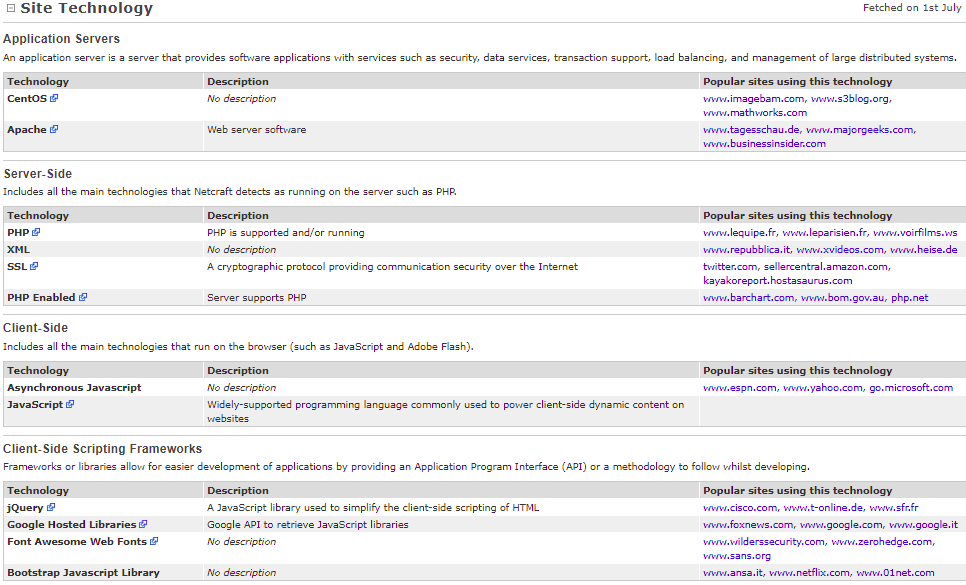 Site Technology Fetched on 1st July
Application Servers
An application server is a server that provides software applications with services such as security, data services, transaction support, load balancing, and management of large distributed systems.
Technology Description Popular sites using this technology
CentOS No description www.imagebam.com, www.s3blog.org,
www.mathworks.com
Apache Web server software www.tagesschau.de, www.majorgeeks.com,
www.businessinsider.com
Server-Side
Includes all the main technologies that Netcraft detects as running on the server such as PHP.
Technology Description Popular sites using this technology
PHP PHP is supported and/or running www.lequipe.fr, www.leparisien.fr, www.voirfilms.ws
XML No description www.repubblica.it, www.xvideos.com, www.heise.de
SSL A cryptographic protocol providing communication security over the Internet twitter.com, sellercentral.amazon.com,
kayakoreport.hostasaurus.com
PHP Enabled Server supports PHP www.barchart.com, www.bom.gov.au, php.net
Client-Side
Includes all the main technologies that run on the browser (such as JavaScript and Adobe Flash).
Technology Description Popular sites using this technology
Asynchronous Javascript No description www.espn.com, www.yahoo.com, go.microsoft.com
JavaScript Widely-supported programming language commonly used to power client-side dynamic content on
websites
Client-Side Scripting Frameworks
Frameworks or libraries allow for easier development of applications by providing an Application Program Interface (API) or a methodology to follow whilst developing.
Technology Description Popular sites using this technology
jQuery A JavaScript library used to simplify the client-side scripting of HTML www.cisco.com, www.t-online.de, www.sfr.fr
Google Hosted Libraries Google API to retrieve JavaScript libraries www.foxnews.com, www.google.com, www.google.it
Font Awesome Web Fonts No description www.wilderssecurity.com, www.zerohedge.com,
www.sans.org
Bootstrap Javascript Library No description www.ansa.it, www.netflix.com, www.01net.com